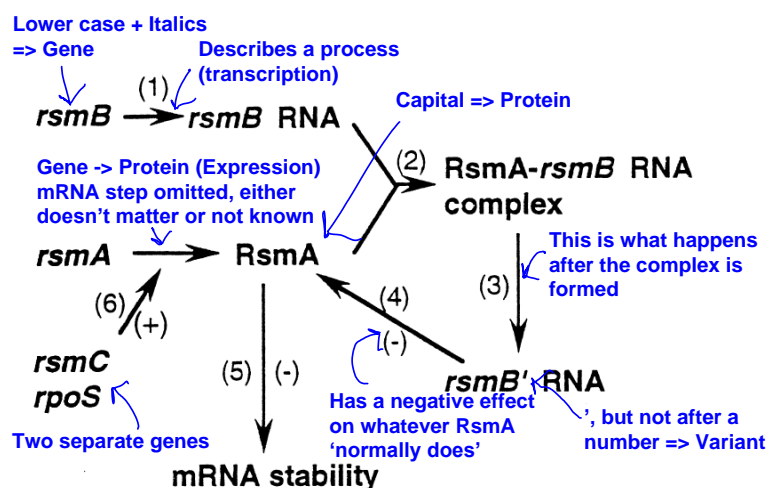 Lower case + Italics
=> Gene
Describes a process
(transcription)
(1)
rsmB
rsmB RNA
Capital => Protein
(2)
RsmA-rsmB RNA
complex
Gene -> Protein (Expression)
mRNA step omitted, either
doesn't matter or not known
rsmA
RsmA
This is what happens
after the complex is
formed
(3)
(4)
(-)
(6)
(+)
rsmC
rpoS
(5)
(-)
rsmB' RNA
Has a negative effect
on whatever RsmA
‘normally does’
’, but not after a
number => Variant
Two separate genes
mRNA stability